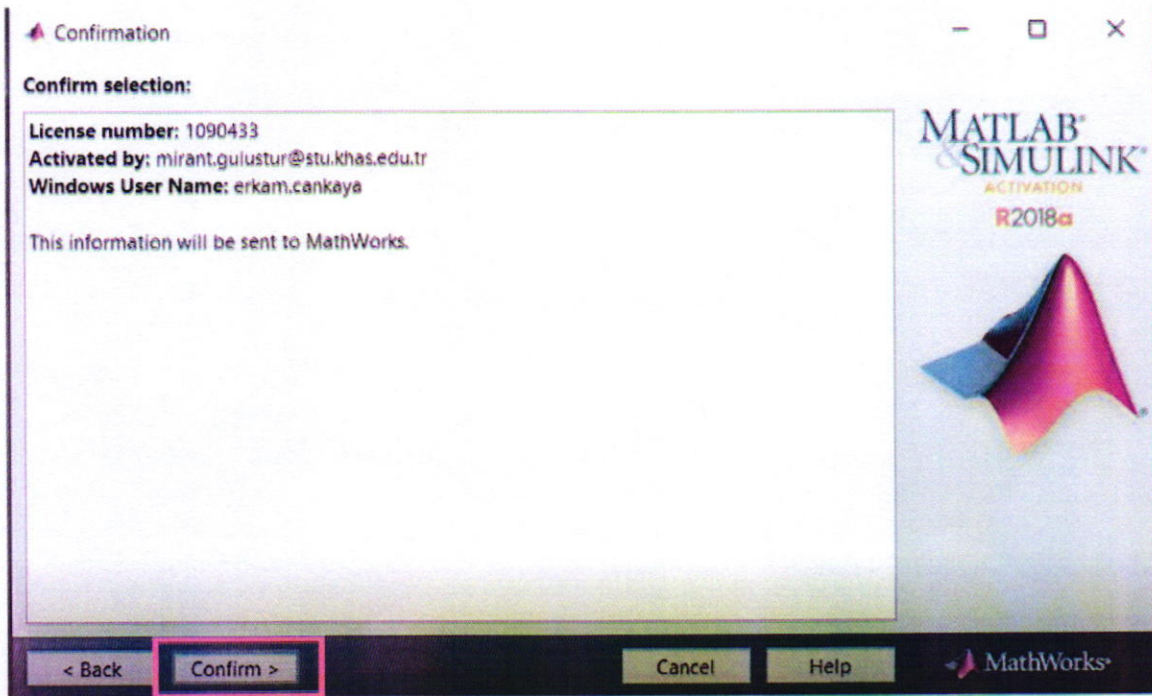 Confirmation
Confirm selection:
License number: 1090433
Activated by: mirant.gulustur@stu.khas.edu.tr
Windows User Name: erkam.cankaya
This information will be sent to MathWorks.
MATLAB®
&SIMULINK®
ACTIVATION
R2018a
®
< Back
Confirm >
Cancel
Help
MathWorks®